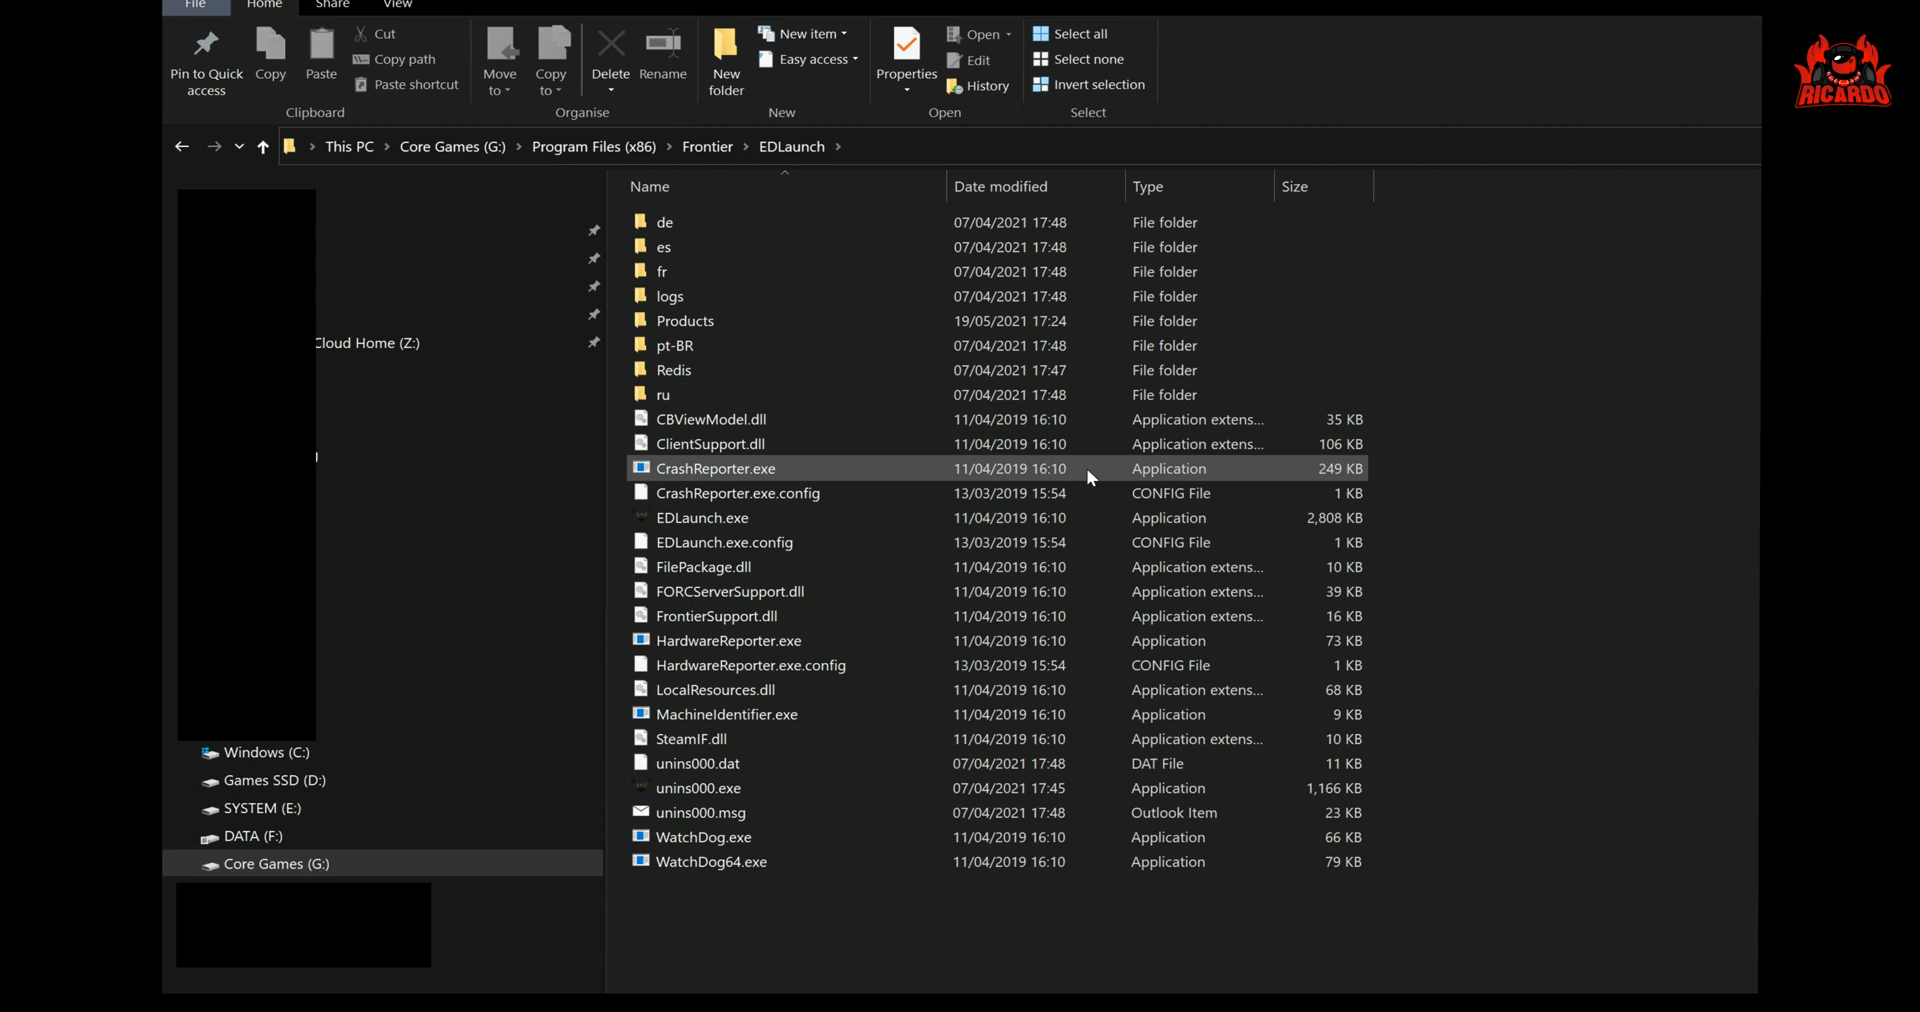 File Home Share View
Pin to Quick access
Copy
Paste
Cut
Copy path
Paste shortcut
Clipboard
Move to
Copy to
Delete
Rename
Organise
New folder
New item
Easy access
New
Properties
Open
Edit
History
Open
Select all
Select none
Invert selection
Select
RICARDO
This PC > Core Games (G:) > Program Files (x86) > Frontier > EDLaunch >
Name Date modified Type Size
de 07/04/2021 17:48 File folder
es 07/04/2021 17:48 File folder
fr 07/04/2021 17:48 File folder
logs 07/04/2021 17:48 File folder
Products 19/05/2021 17:24 File folder
pt-BR 07/04/2021 17:48 File folder
Redis 07/04/2021 17:47 File folder
ru 07/04/2021 17:48 File folder
CBViewModel.dll 11/04/2019 16:10 Application extens... 35 KB
ClientSupport.dll 11/04/2019 16:10 Application extens... 106 KB
CrashReporter.exe 11/04/2019 16:10 Application 249 KB
CrashReporter.exe.config 13/03/2019 15:54 CONFIG File 1 KB
EDLaunch.exe 11/04/2019 16:10 Application 2,808 KB
EDLaunch.exe.config 13/03/2019 15:54 CONFIG File 1 KB
FilePackage.dll 11/04/2019 16:10 Application extens... 10 KB
FORCServerSupport.dll 11/04/2019 16:10 Application extens... 39 KB
FrontierSupport.dll 11/04/2019 16:10 Application extens... 16 KB
HardwareReporter.exe 11/04/2019 16:10 Application 73 KB
HardwareReporter.exe.config 13/03/2019 15:54 CONFIG File 1 KB
LocalResources.dll 11/04/2019 16:10 Application extens... 68 KB
MachineIdentifier.exe 11/04/2019 16:10 Application 9 KB
SteamIF.dll 11/04/2019 16:10 Application extens... 10 KB
unins000.dat 07/04/2021 17:48 DAT File 11 KB
unins000.exe 07/04/2021 17:45 Application 1,166 KB
unins000.msg 07/04/2021 17:48 Outlook Item 23 KB
WatchDog.exe 11/04/2019 16:10 Application 66 KB
WatchDog64.exe 11/04/2019 16:10 Application 79 KB
Cloud Home (Z:)
Windows (C:)
Games SSD (D:)
SYSTEM (E:)
DATA (F:)
Core Games (G:)